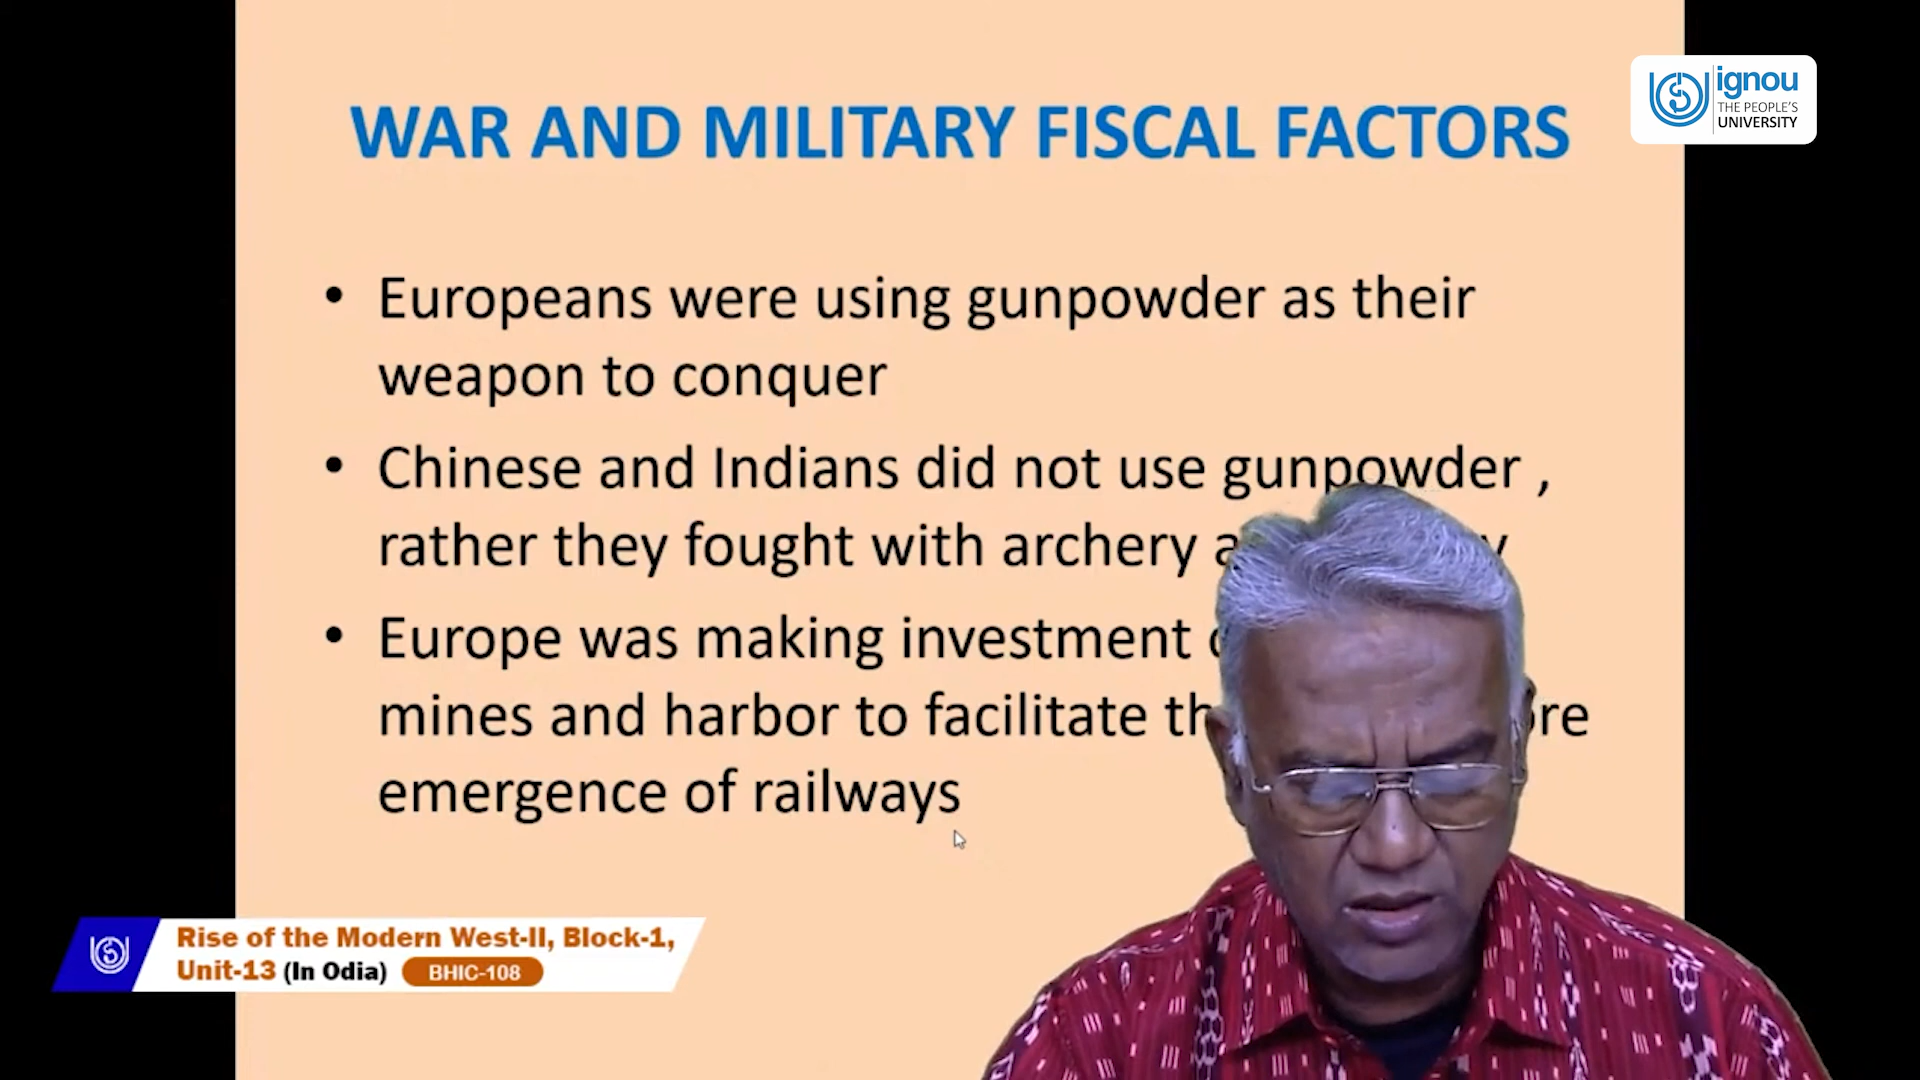 WAR AND MILITARY FISCAL FACTORS
ignou
THE PEOPLE'S
UNIVERSITY
• Europeans were using gunpowder as their
weapon to conquer
• Chinese and Indians did not use gunpowder ,
rather they fought with archery
• Europe was making investment
mines and harbor to facilitate
emergence of railways
Rise of the Modern West-II, Block-1,
Unit-13 (In Odia) BHIC-108